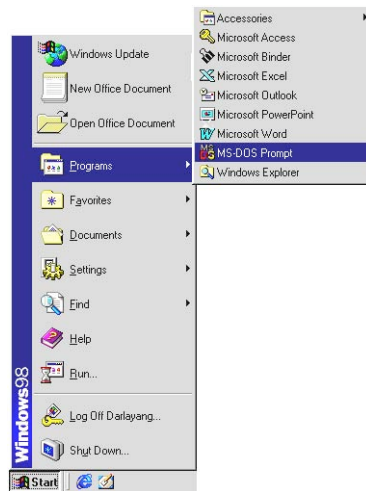 Windows Update
New Office Document
Open Office Document
Programs
Favorites
Documents
Settings
Find
Help
Run...
Log Off Darlayang...
Shut Down...
Windows98
Start
Accessories
Microsoft Access
Microsoft Binder
Microsoft Excel
Microsoft Outlook
Microsoft PowerPoint
Microsoft Word
MS-DOS Prompt
Windows Explorer